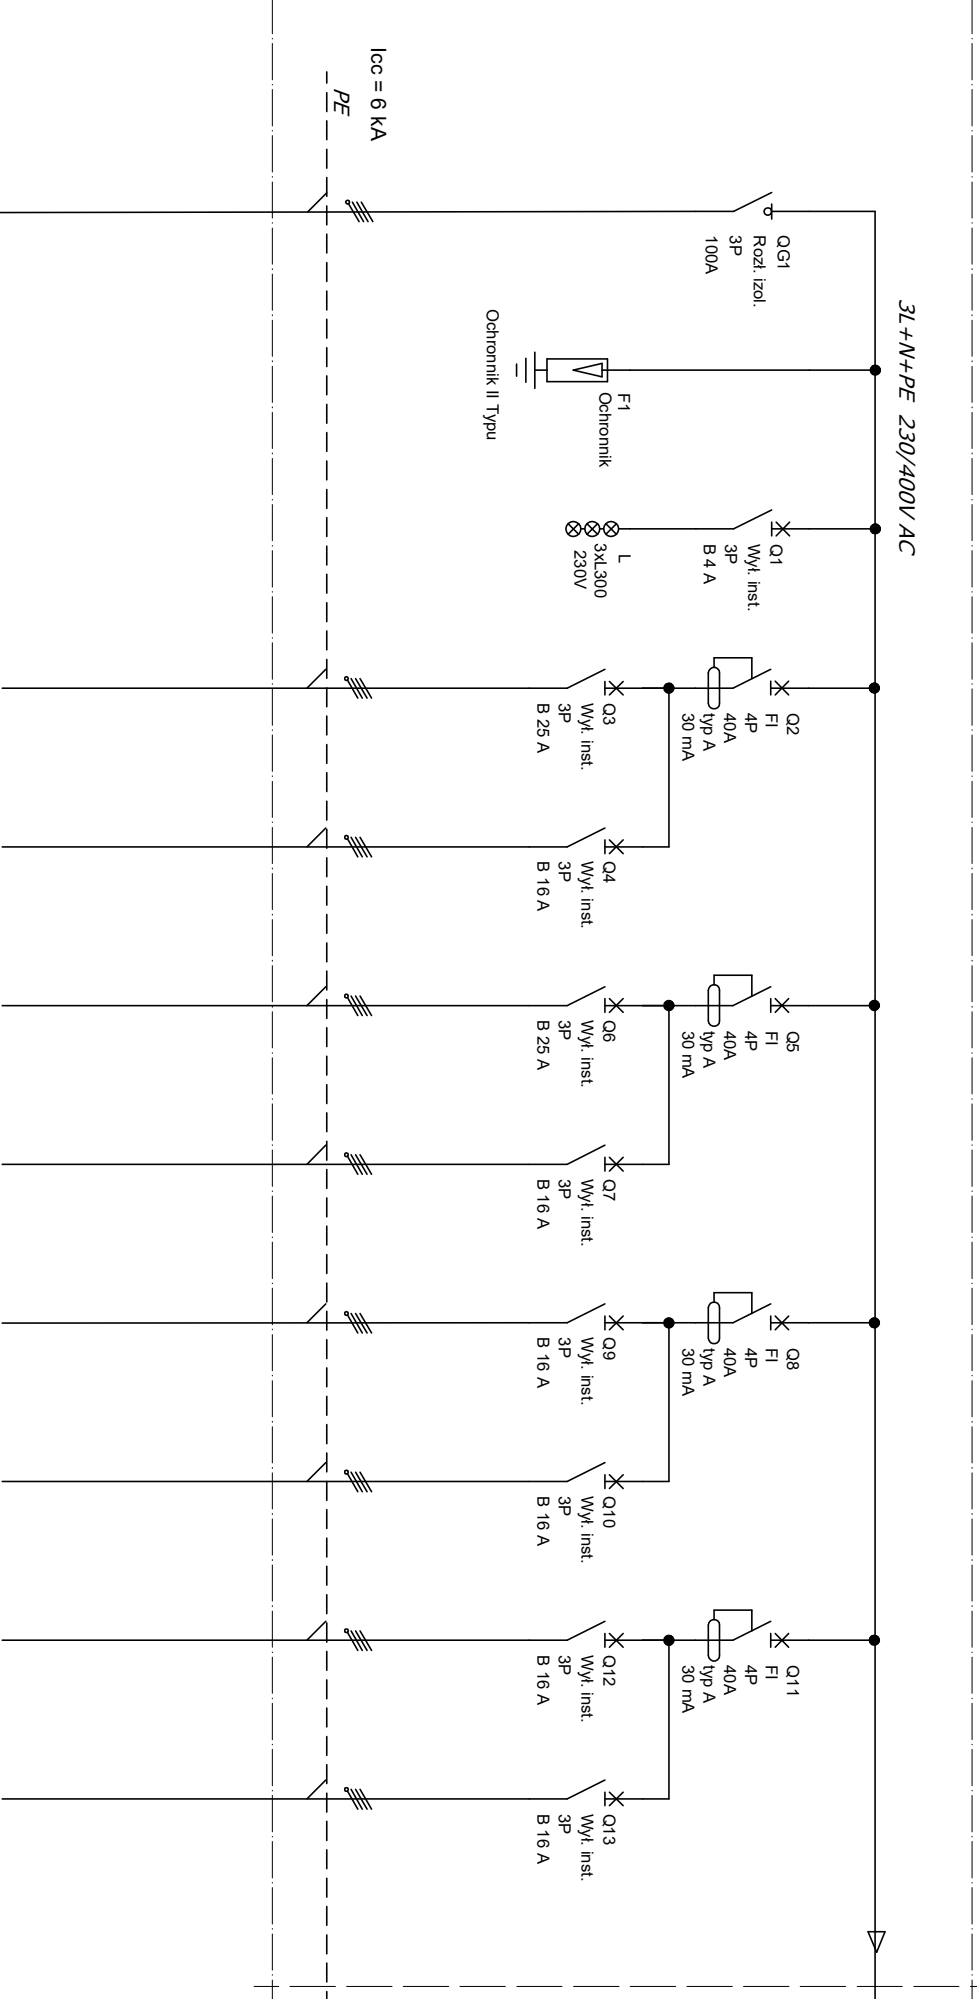 3L+N+PE 230/400V AC
Icc = 6 kA
PE
QG1
Rozł. izol.
3P
100A
F1
Ochronnik
Ochronnik II Typu
Q1
Wył. inst.
3P
B 4 A
L
3xL300
230V
Q2
FI
4P
40A
typ A
30 mA
Q3
Wył. inst.
3P
B 25 A
Q4
Wył. inst.
3P
B 16 A
Q5
FI
4P
40A
typ A
30 mA
Q6
Wył. inst.
3P
B 25 A
Q7
Wył. inst.
3P
B 16 A
Q8
FI
4P
40A
typ A
30 mA
Q9
Wył. inst.
3P
B 16 A
Q10
Wył. inst.
3P
B 16 A
Q11
FI
4P
40A
typ A
30 mA
Q12
Wył. inst.
3P
B 16 A
Q13
Wył. inst.
3P
B 16 A